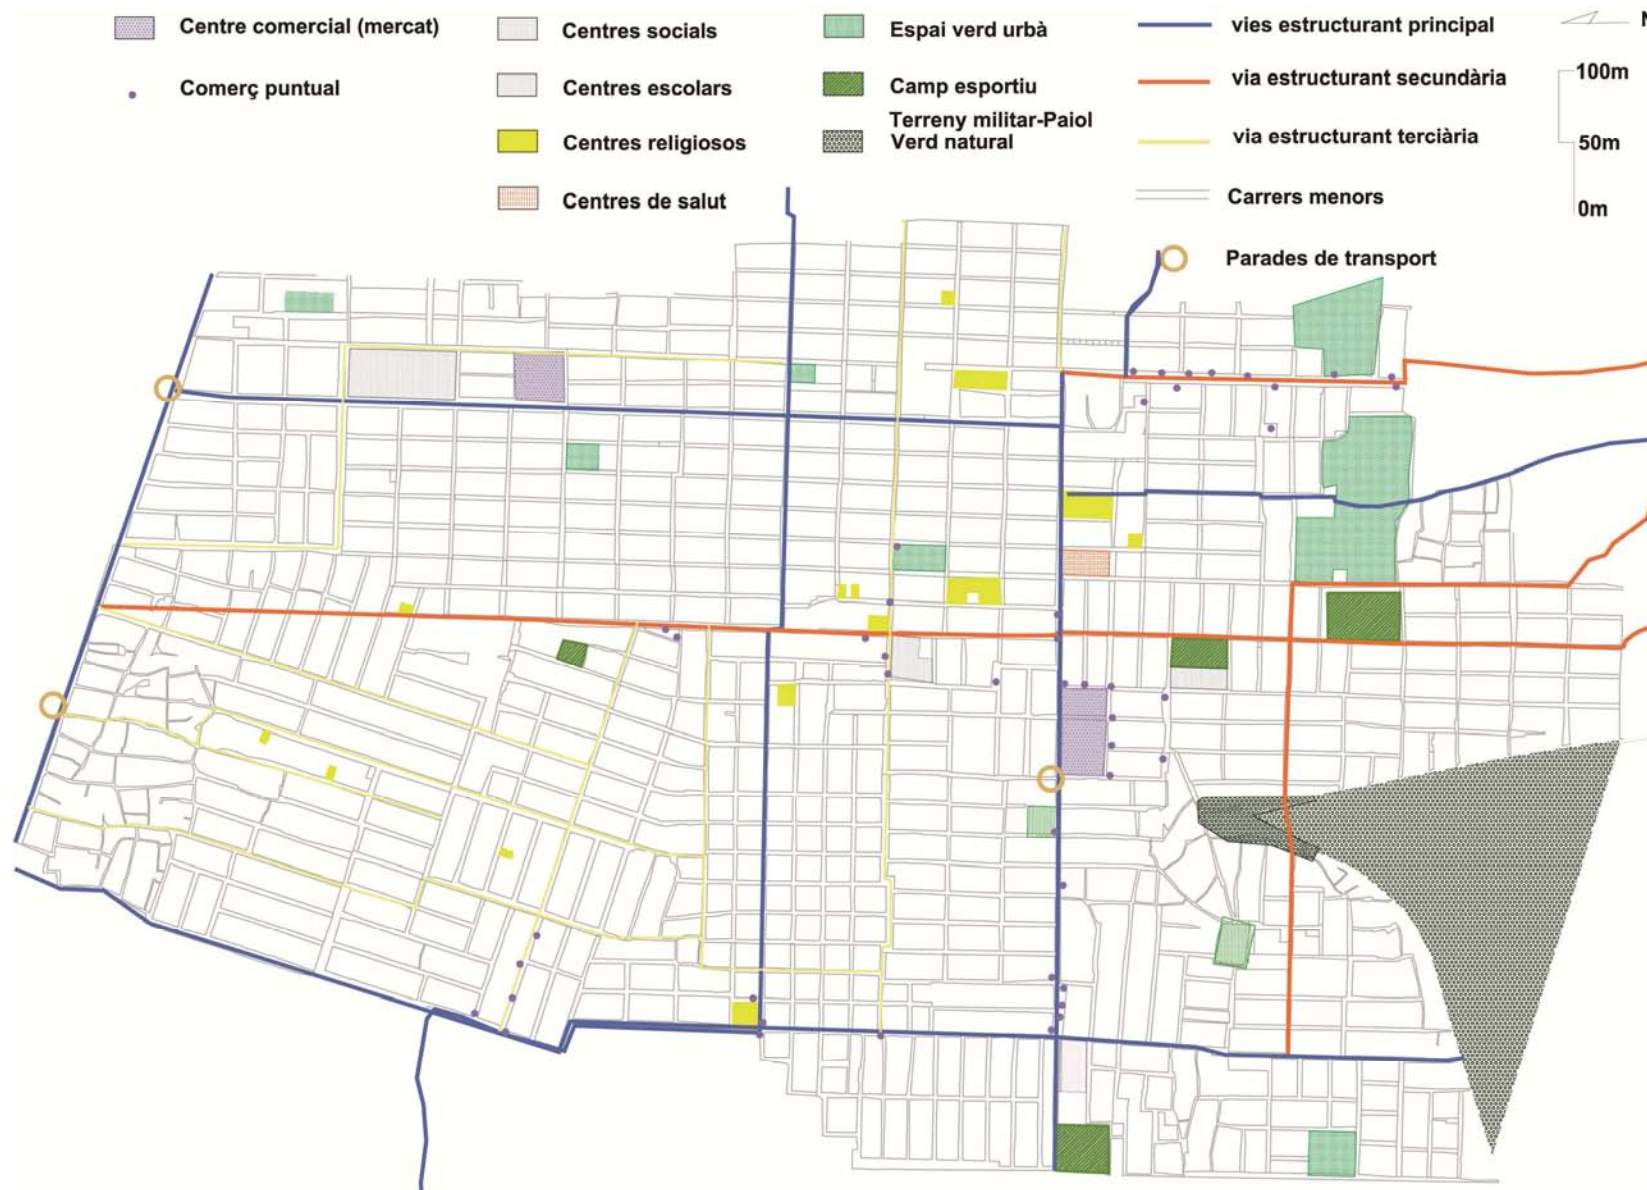 Centre comercial (mercat)
Comerç puntual
Centres socials
Centres escolars
Centres religiosos
Centres de salut
Espai verd urbà
Camp esportiu
Terreny militar-Paiol
Verd natural
vies estructurant principal
via estructurant secundària
via estructurant terciària
Carrers menors
Parades de transport
N
100m
50m
0m